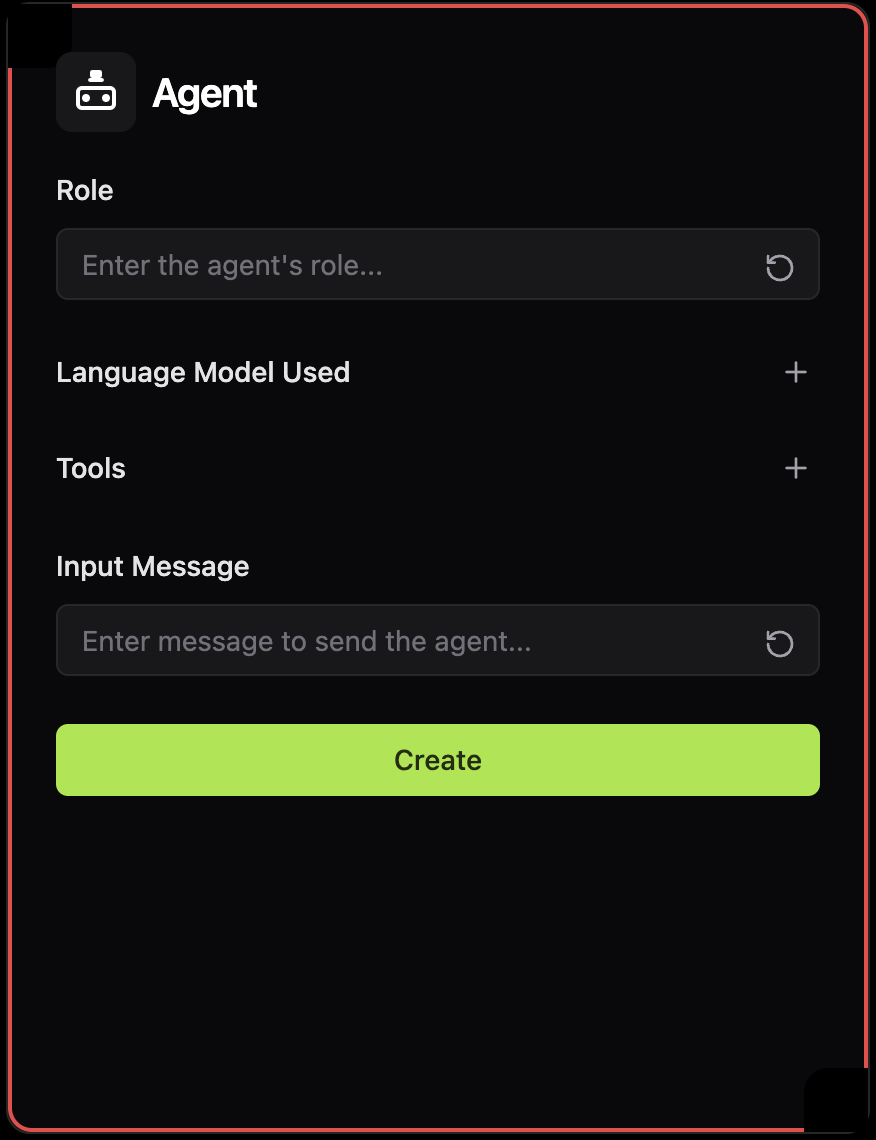 Agent
Role
Enter the agent's role...
Language Model Used
Tools
Input Message
Enter message to send the agent...
Create